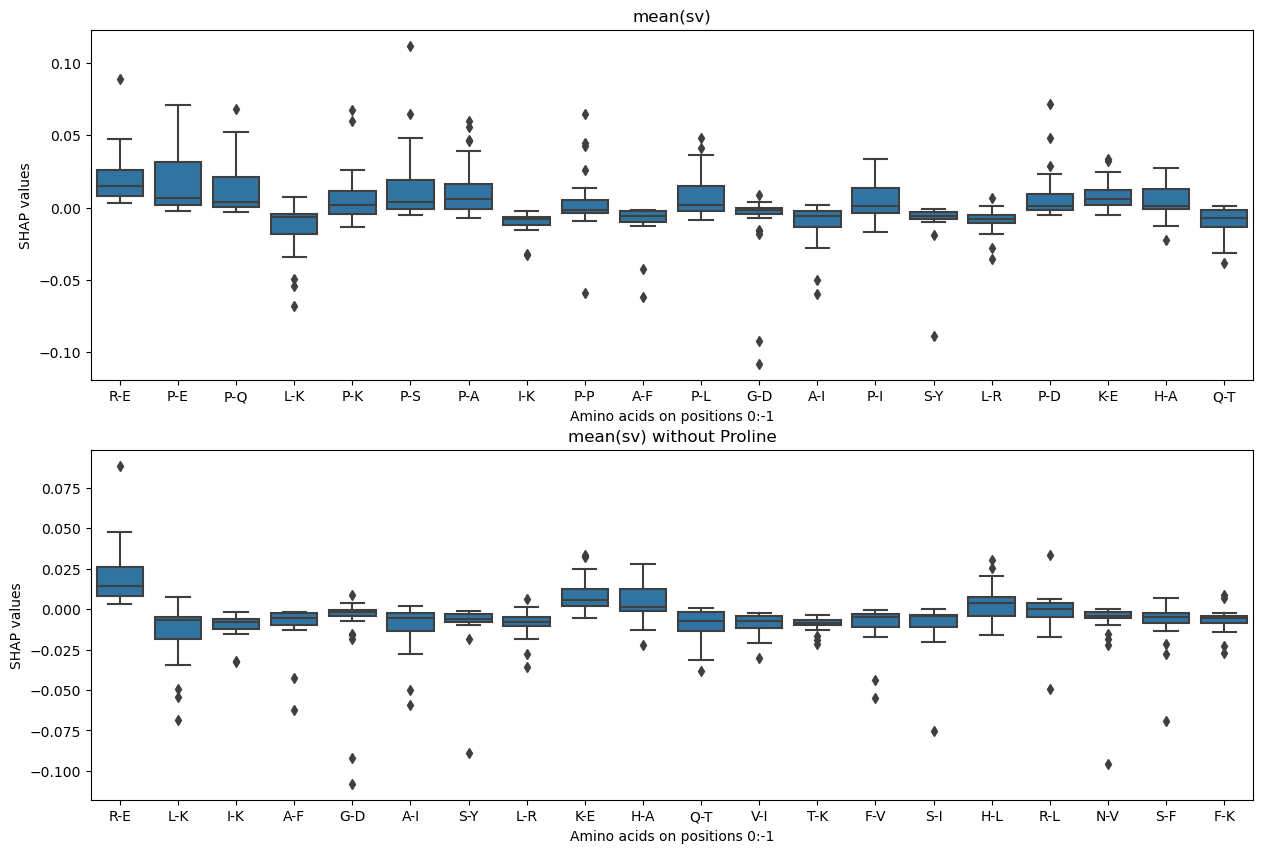 mean(sv)
0.10
0.05
0.00
−0.05
−0.10
SHAP values
R-E P-E P-Q L-K P-K P-S P-A I-K P-P A-F P-L G-D A-I P-I S-Y L-R P-D K-E H-A Q-T
Amino acids on positions 0:-1
mean(sv) without Proline
0.075
0.050
0.025
0.000
−0.025
−0.050
−0.075
−0.100
SHAP values
R-E L-K I-K A-F G-D A-I S-Y L-R K-E H-A Q-T V-I T-K F-V S-I H-L R-L N-V S-F F-K
Amino acids on positions 0:-1